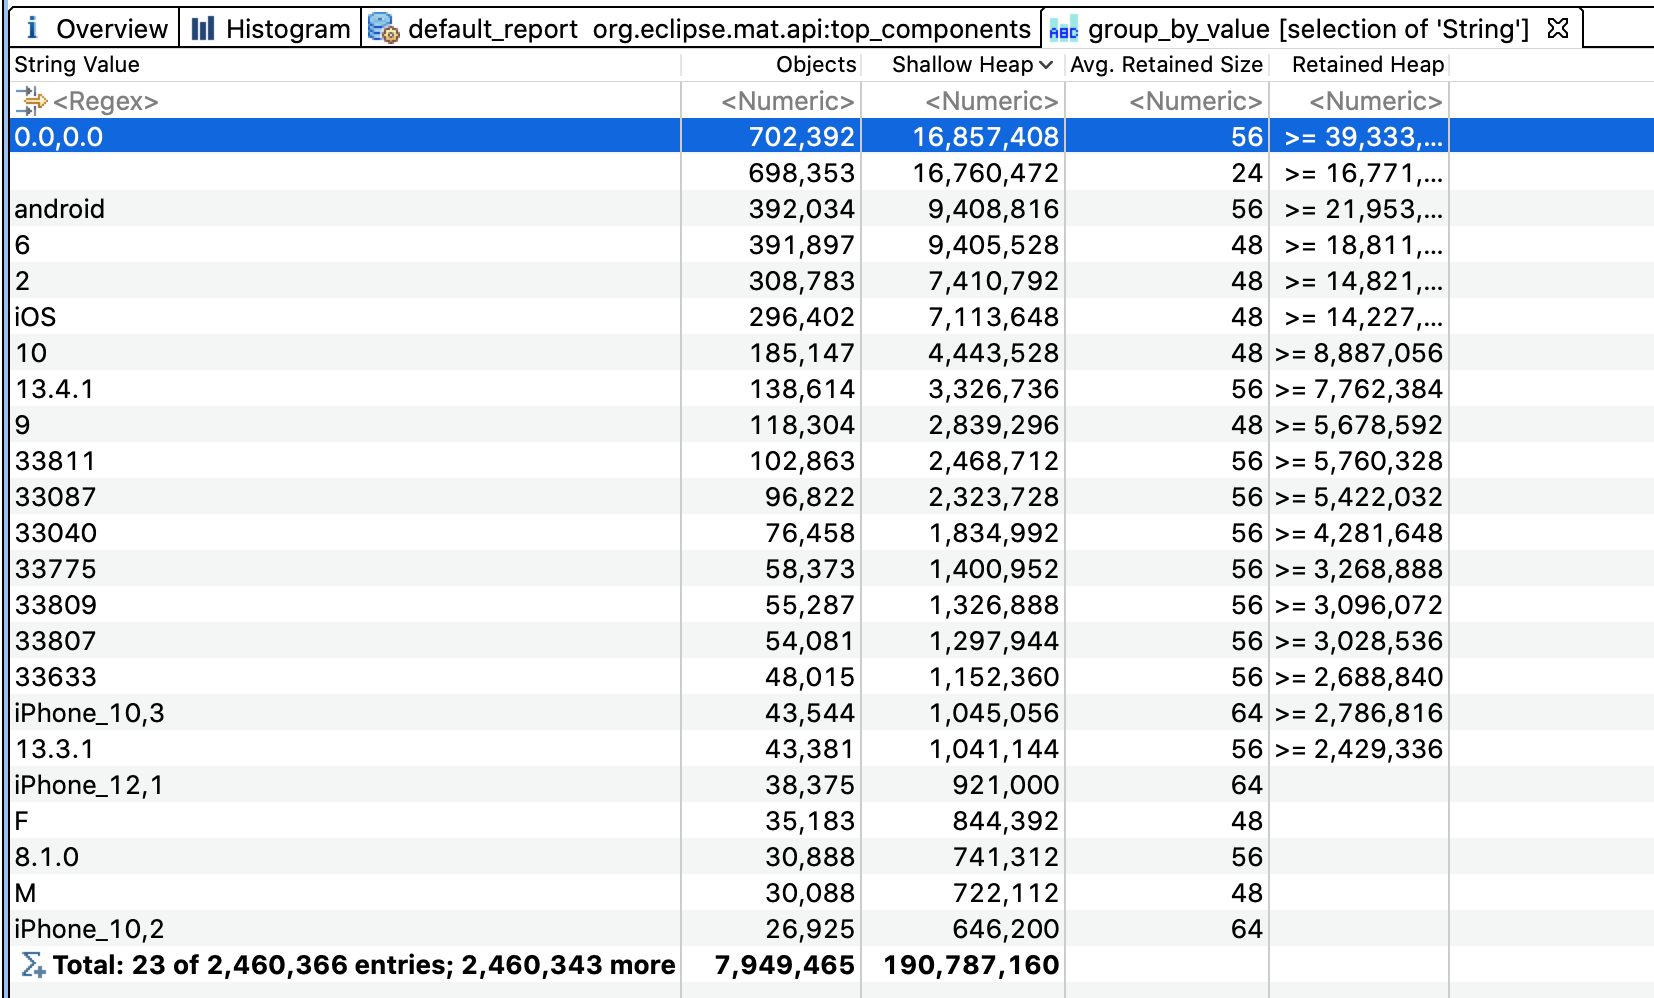 i Overview Histogram default_report org.eclipse.mat.api:top_components ABC group_by_value [selection of 'String']
String Value Objects Shallow Heap Avg. Retained Size Retained Heap
<Regex> <Numeric> <Numeric> <Numeric> <Numeric>
0.0,0.0 702,392 16,857,408 56 >= 39,333,...
698,353 16,760,472 24 >= 16,771,...
android 392,034 9,408,816 56 >= 21,953,...
6 391,897 9,405,528 48 >= 18,811,...
2 308,783 7,410,792 48 >= 14,821,...
iOS 296,402 7,113,648 48 >= 14,227,...
10 185,147 4,443,528 48 >= 8,887,056
13.4.1 138,614 3,326,736 56 >= 7,762,384
9 118,304 2,839,296 48 >= 5,678,592
33811 102,863 2,468,712 56 >= 5,760,328
33087 96,822 2,323,728 56 >= 5,422,032
33040 76,458 1,834,992 56 >= 4,281,648
33775 58,373 1,400,952 56 >= 3,268,888
33809 55,287 1,326,888 56 >= 3,096,072
33807 54,081 1,297,944 56 >= 3,028,536
33633 48,015 1,152,360 56 >= 2,688,840
iPhone_10,3 43,544 1,045,056 64 >= 2,786,816
13.3.1 43,381 1,041,144 56 >= 2,429,336
iPhone_12,1 38,375 921,000 64
F 35,183 844,392 48
8.1.0 30,888 741,312 56
M 30,088 722,112 48
iPhone_10,2 26,925 646,200 64
Total: 23 of 2,460,366 entries; 2,460,343 more 7,949,465 190,787,160